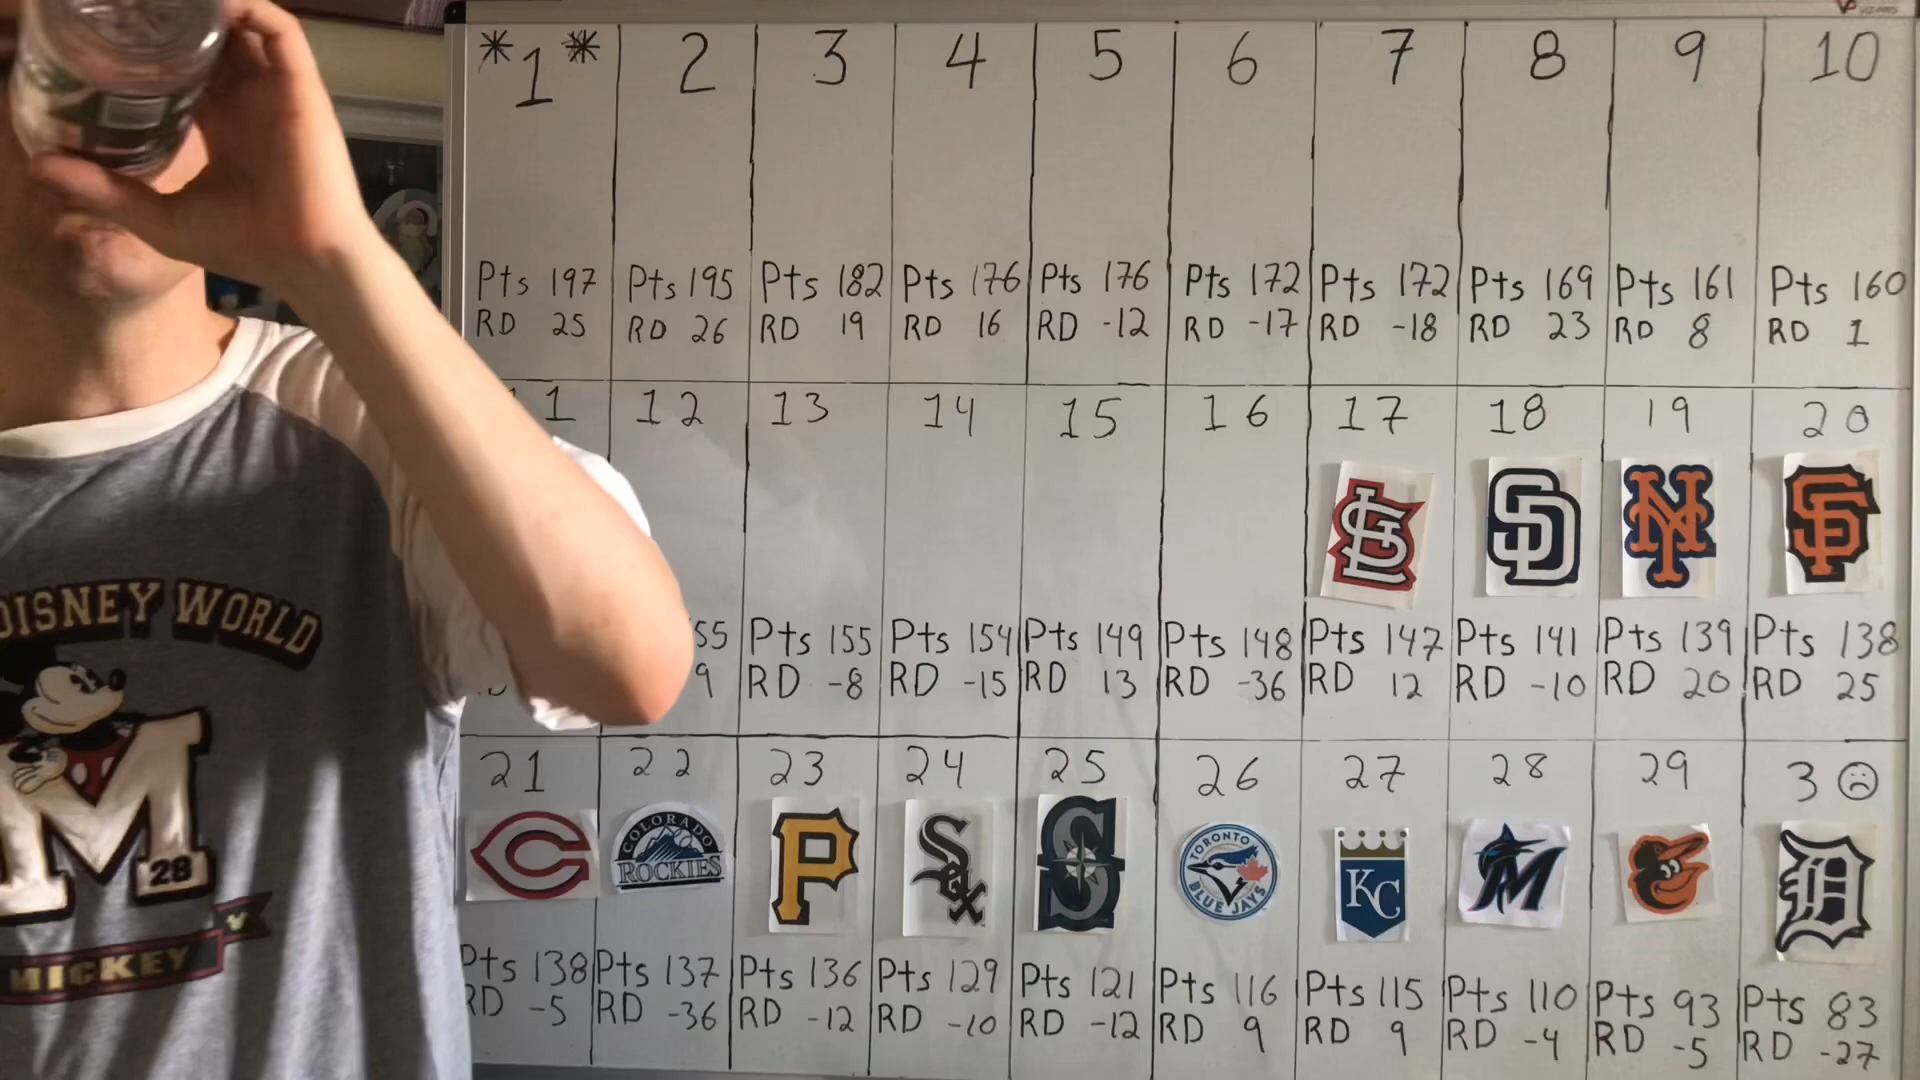 *1* 2 3 4 5 6 7 8 9 10
Pts 197 Pts 195 Pts 182 Pts 176 Pts 176 Pts 172 Pts 172 Pts 169 Pts 161 Pts 160
RD 25 RD 26 RD 19 RD 16 RD -12 RD -17 RD -18 RD 23 RD 8 RD 1
12 13 14 15 16 17 18 19 20
STL SD NY SF
Pts 155 Pts 154 Pts 149 Pts 148 Pts 147 Pts 141 Pts 139 Pts 138
RD -8 RD -15 RD 13 RD -36 RD 12 RD -10 RD 20 RD 25
21 22 23 24 25 26 27 28 29 3
C COLORADO ROCKIES P Sox S TORONTO BLUE JAYS KC M D
Pts 138 Pts 137 Pts 136 Pts 129 Pts 121 Pts 116 Pts 115 Pts 110 Pts 93 Pts 83
RD -5 RD -36 RD -12 RD -10 RD -12 RD 9 RD 9 RD -4 RD -5 RD -27
DISNEY WORLD
M
28
MICKEY